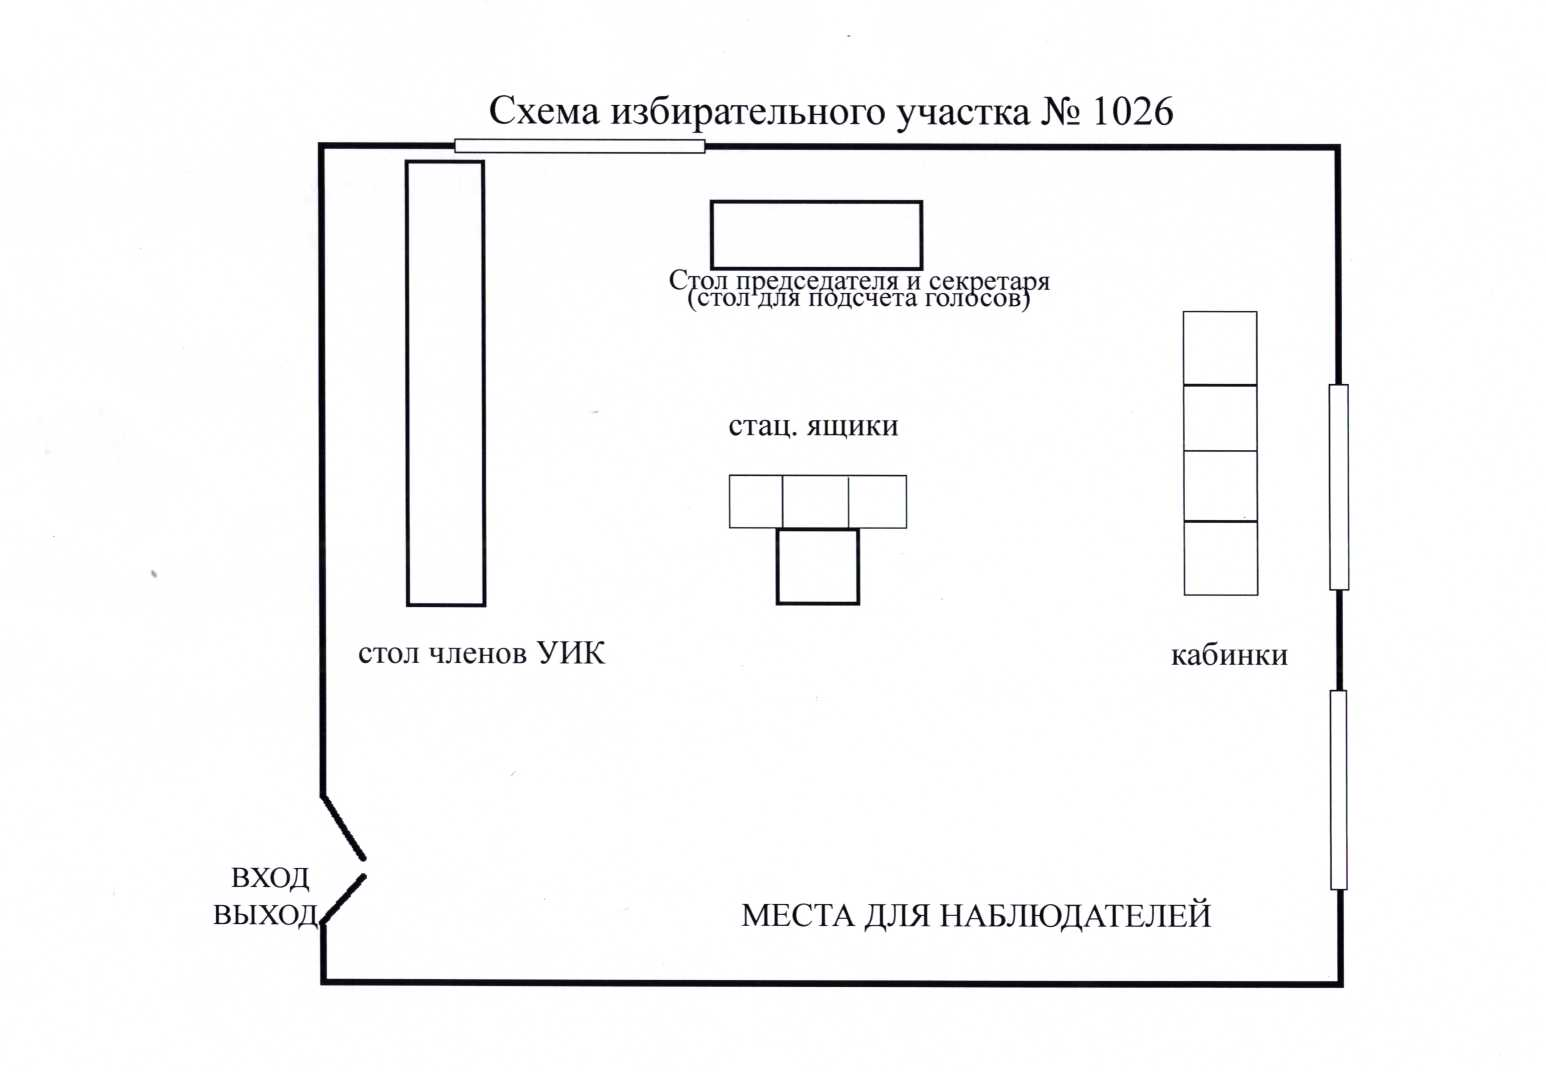 Схема избирательного участка № 1026
Стол председателя и секретаря
(стол для подсчета голосов)
стац. ящики
стол членов УИК
кабинки
ВХОД
ВЫХОД
МЕСТА ДЛЯ НАБЛЮДАТЕЛЕЙ